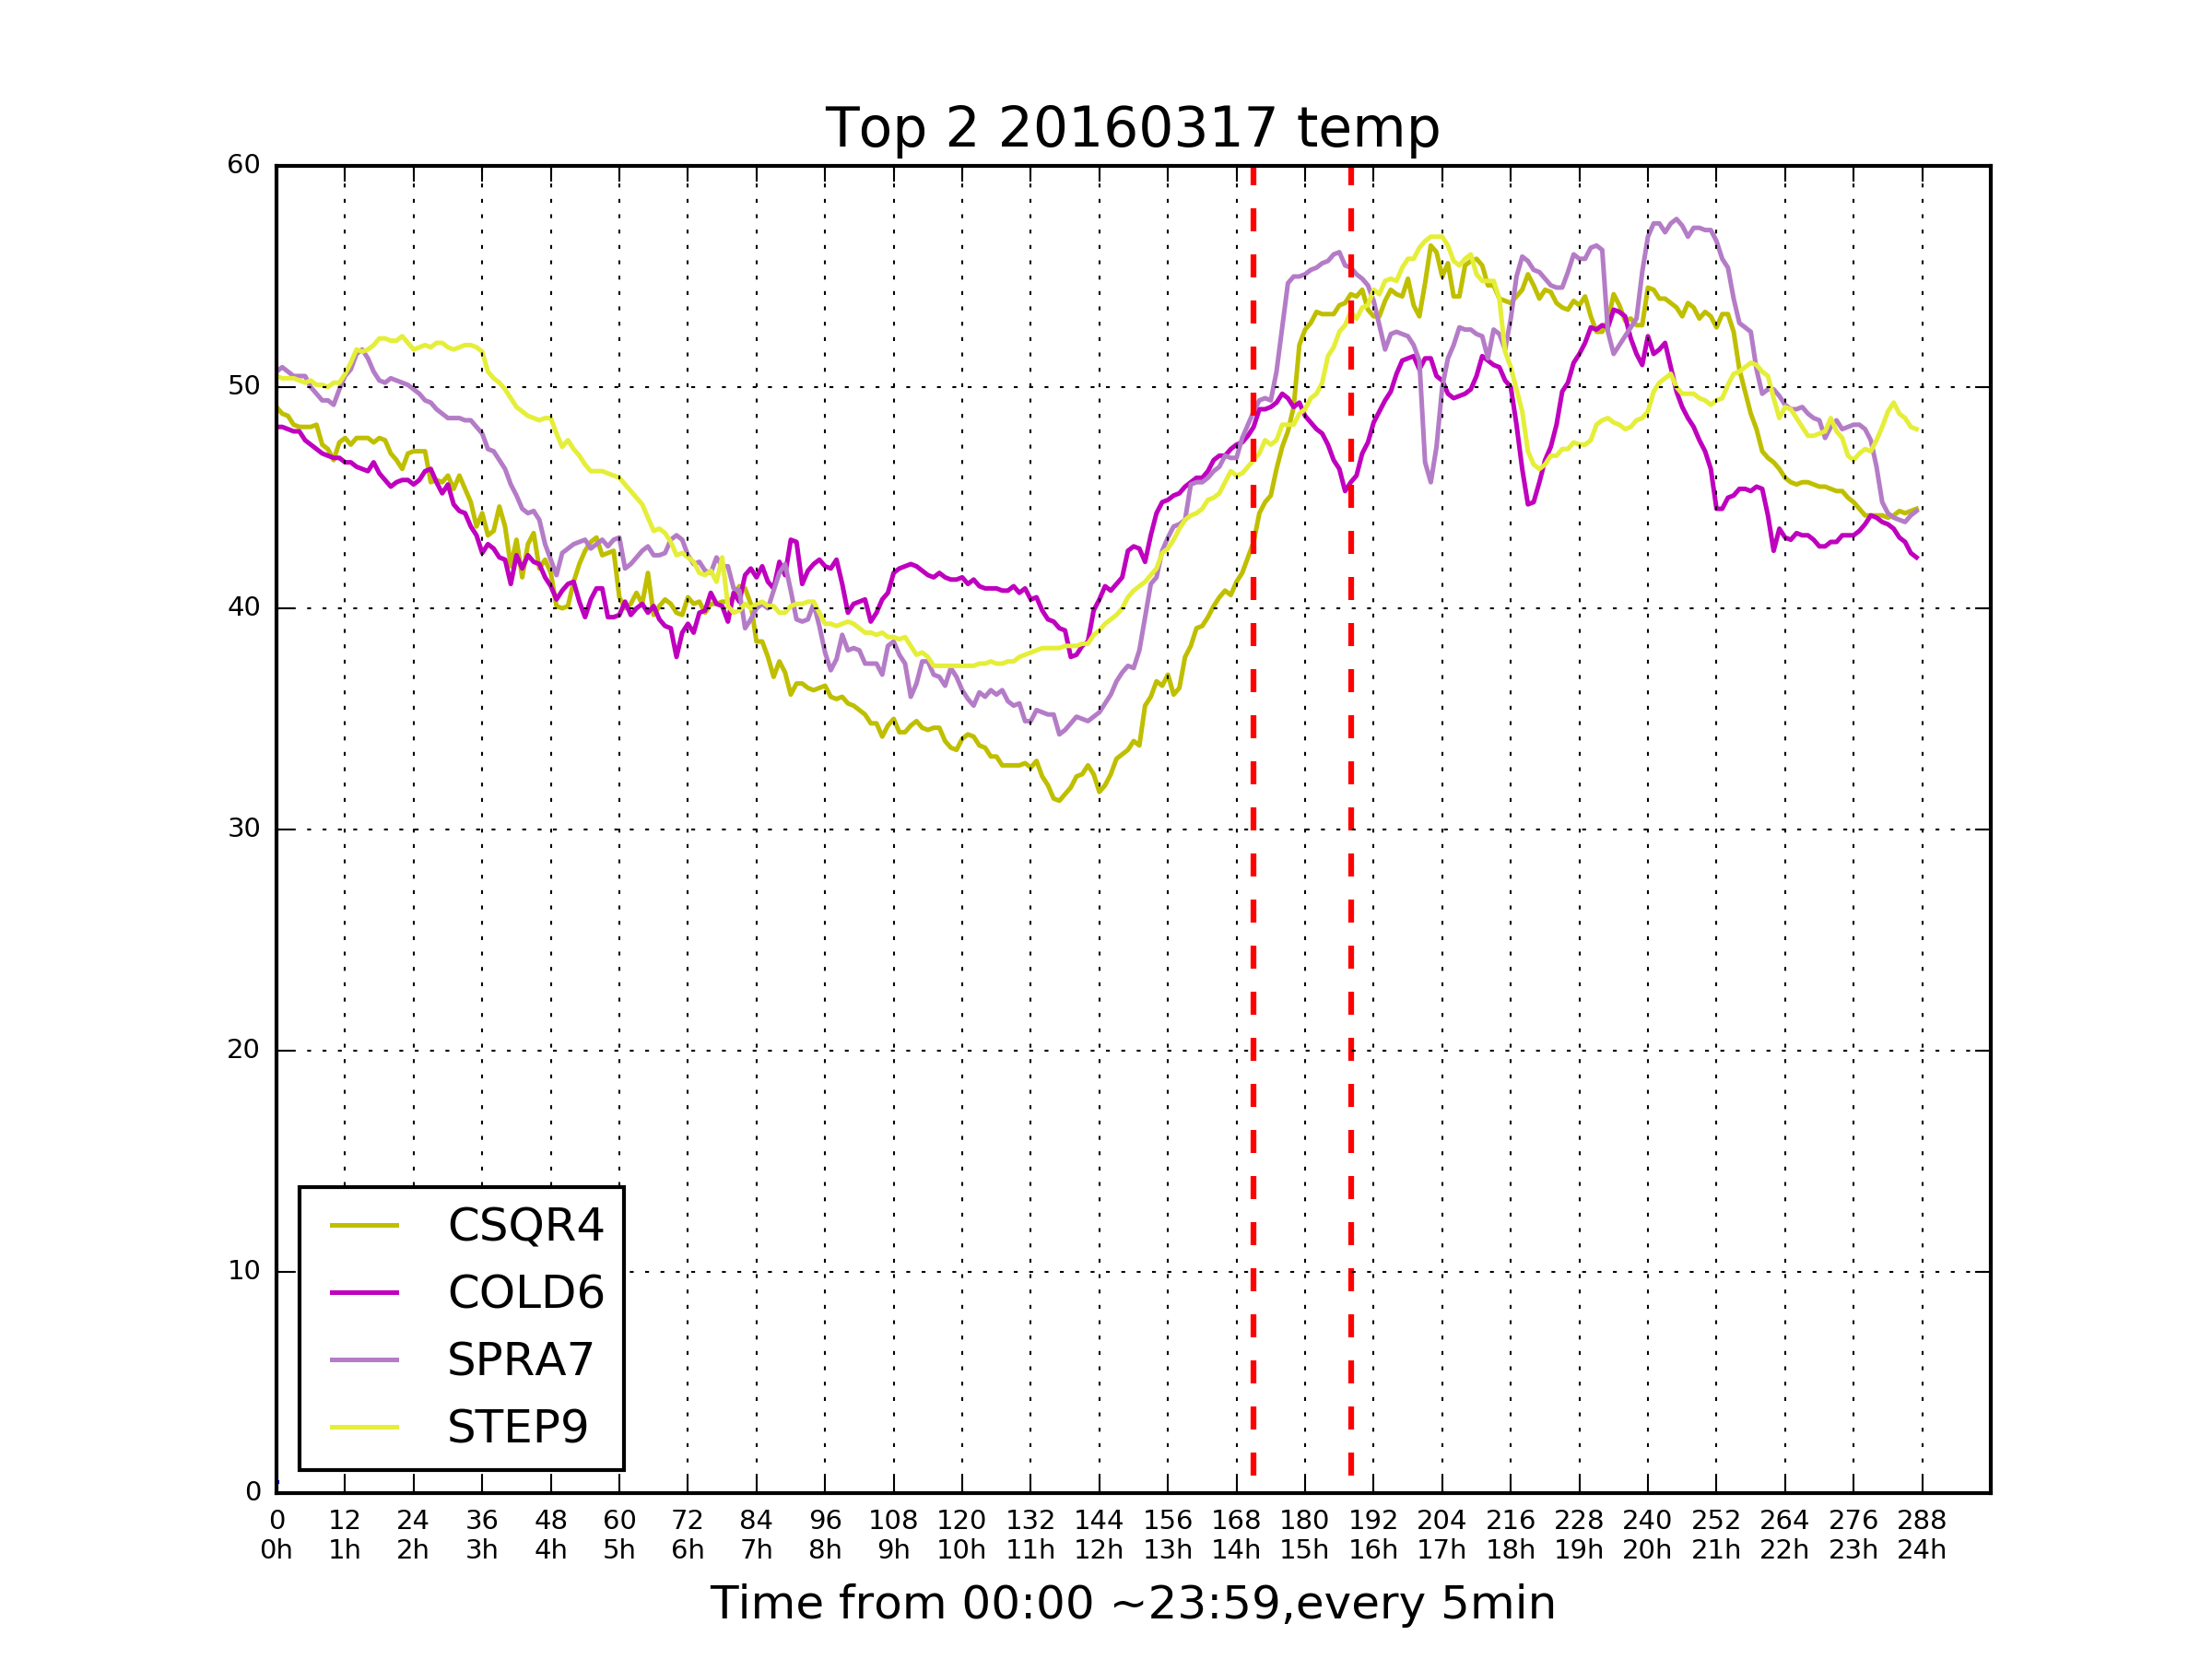 Top 2 20160317 temp
60
50
40
30
20
10
0
0 12 24 36 48 60 72 84 96 108 120 132 144 156 168 180 192 204 216 228 240 252 264 276 288
0h 1h 2h 3h 4h 5h 6h 7h 8h 9h 10h 11h 12h 13h 14h 15h 16h 17h 18h 19h 20h 21h 22h 23h 24h
Time from 00:00 ~23:59,every 5min
CSQR4
COLD6
SPRA7
STEP9